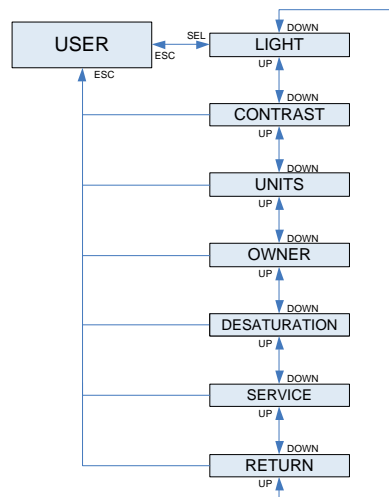 DOWN
USER
SEL
LIGHT
ESC
UP
ESC
DOWN
CONTRAST
UP
DOWN
UNITS
UP
DOWN
OWNER
UP
DOWN
DESATURATION
UP
DOWN
SERVICE
UP
DOWN
RETURN
UP